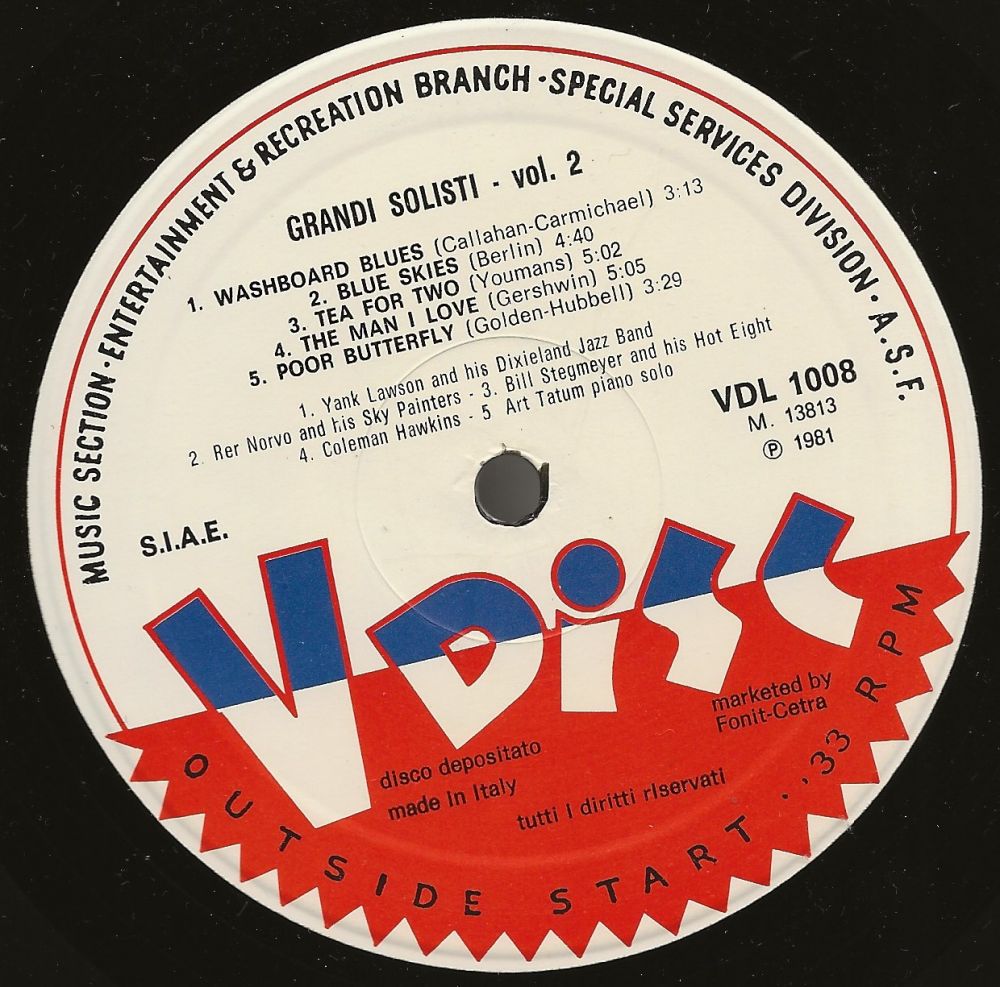 MUSIC SECTION · ENTERTAINMENT & RECREATION BRANCH · SPECIAL SERVICES DIVISION · A.S.F.
GRANDI SOLISTI - vol. 2
1. WASHBOARD BLUES (Callahan-Carmichael) 3:13
2. BLUE SKIES (Berlin) 4:40
3. TEA FOR TWO (Youmans) 5:02
4. THE MAN I LOVE (Gershwin) 5:05
5. POOR BUTTERFLY (Golden-Hubbell) 3:29
1. Yank Lawson and his Dixieland Jazz Band
2. Rer Norvo and his Sky Painters - 3. Bill Stegmeyer and his Hot Eight
4. Coleman Hawkins - 5 Art Tatum piano solo
VDL 1008
M. 13813
Ⓟ 1981
S.I.A.E.
V Disc
marketed by
Fonit-Cetra
disco depositato
made in Italy
tutti i diritti riservati
OUTSIDE START . . 33 RPM